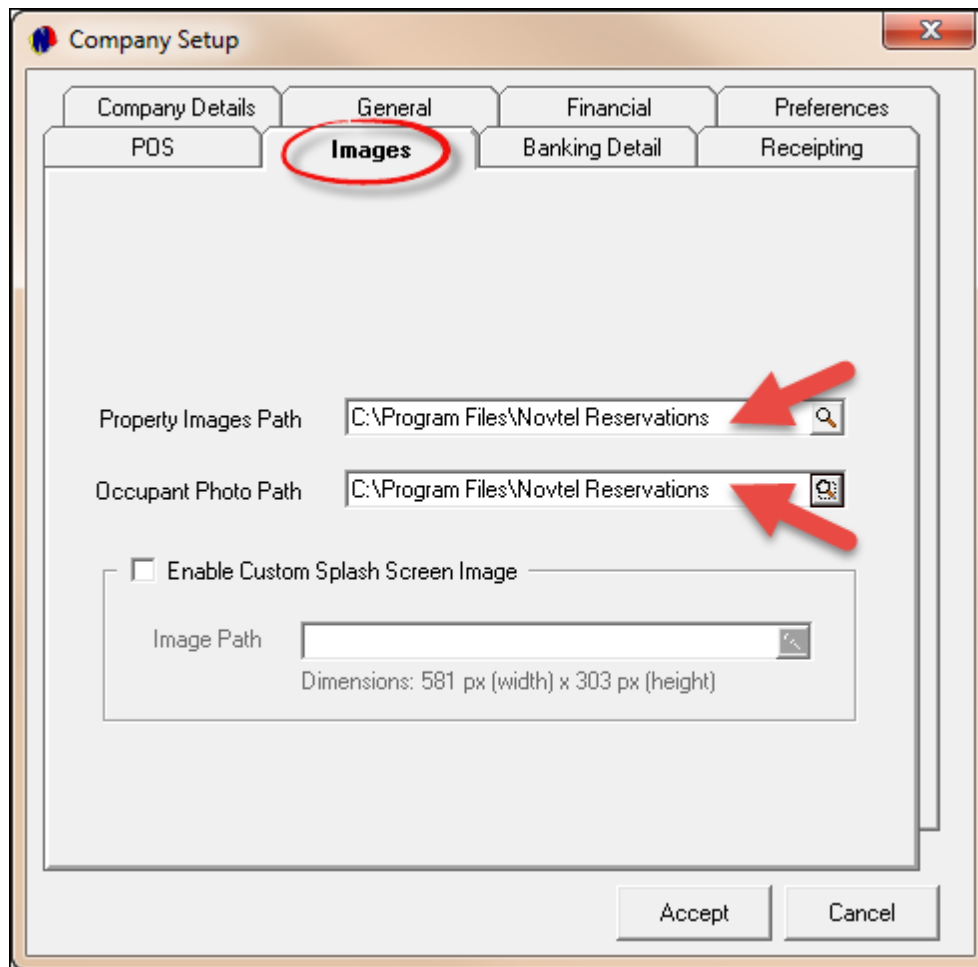 Company Setup
Company Details General Financial Preferences
POS Images Banking Detail Receipting
Property Images Path C:\Program Files\Novtel Reservations
Occupant Photo Path C:\Program Files\Novtel Reservations
Enable Custom Splash Screen Image
Image Path
Dimensions: 581 px (width) x 303 px (height)
Accept Cancel